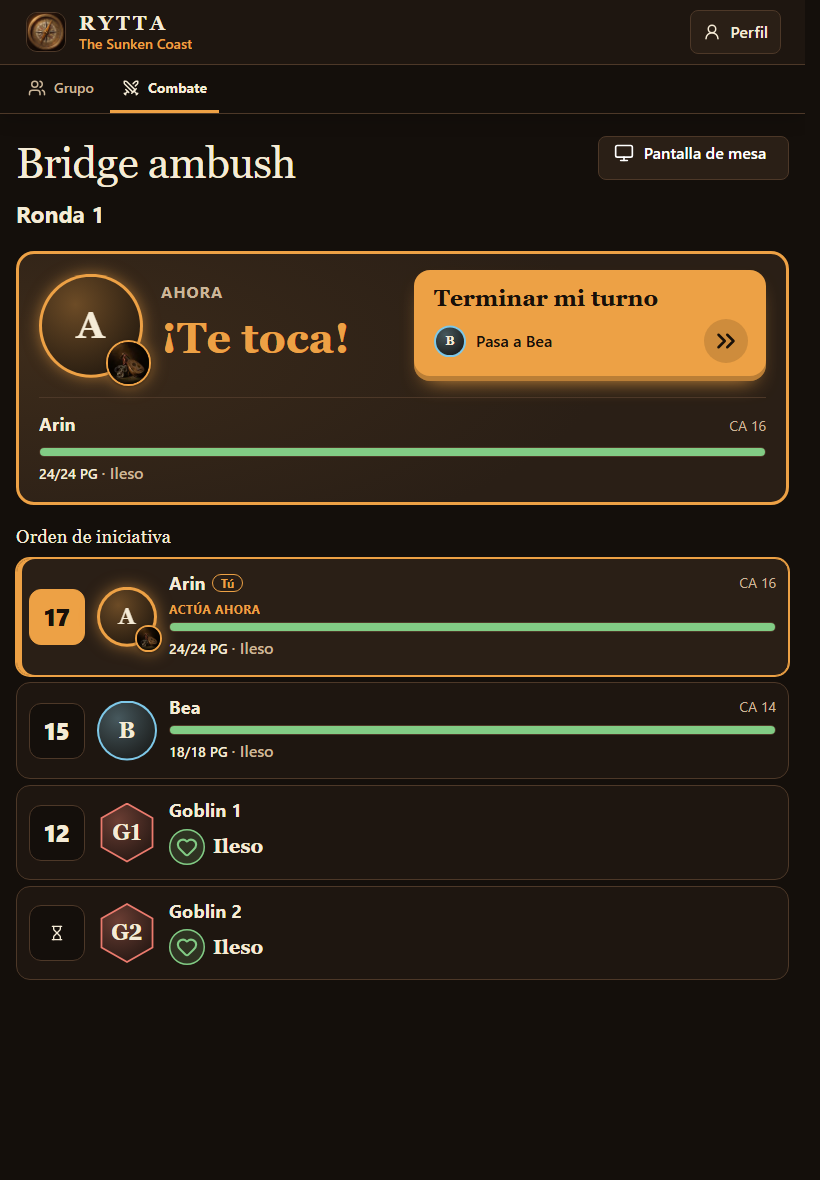 RYTTA
The Sunken Coast
Perfil
Grupo
Combate
Bridge ambush
Pantalla de mesa
Ronda 1
A
AHORA
¡Te toca!
Terminar mi turno
B
Pasa a Bea
Arin
CA 16
24/24 PG · Ileso
Orden de iniciativa
17
A
Arin
Tú
CA 16
ACTÚA AHORA
24/24 PG · Ileso
15
B
Bea
CA 14
18/18 PG · Ileso
12
G1
Goblin 1
Ileso
G2
Goblin 2
Ileso